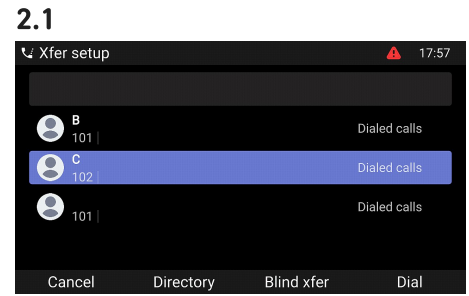 2.1
Xfer setup 17:57
B
101 Dialed calls
C
102 Dialed calls
101 Dialed calls
Cancel Directory Blind xfer Dial